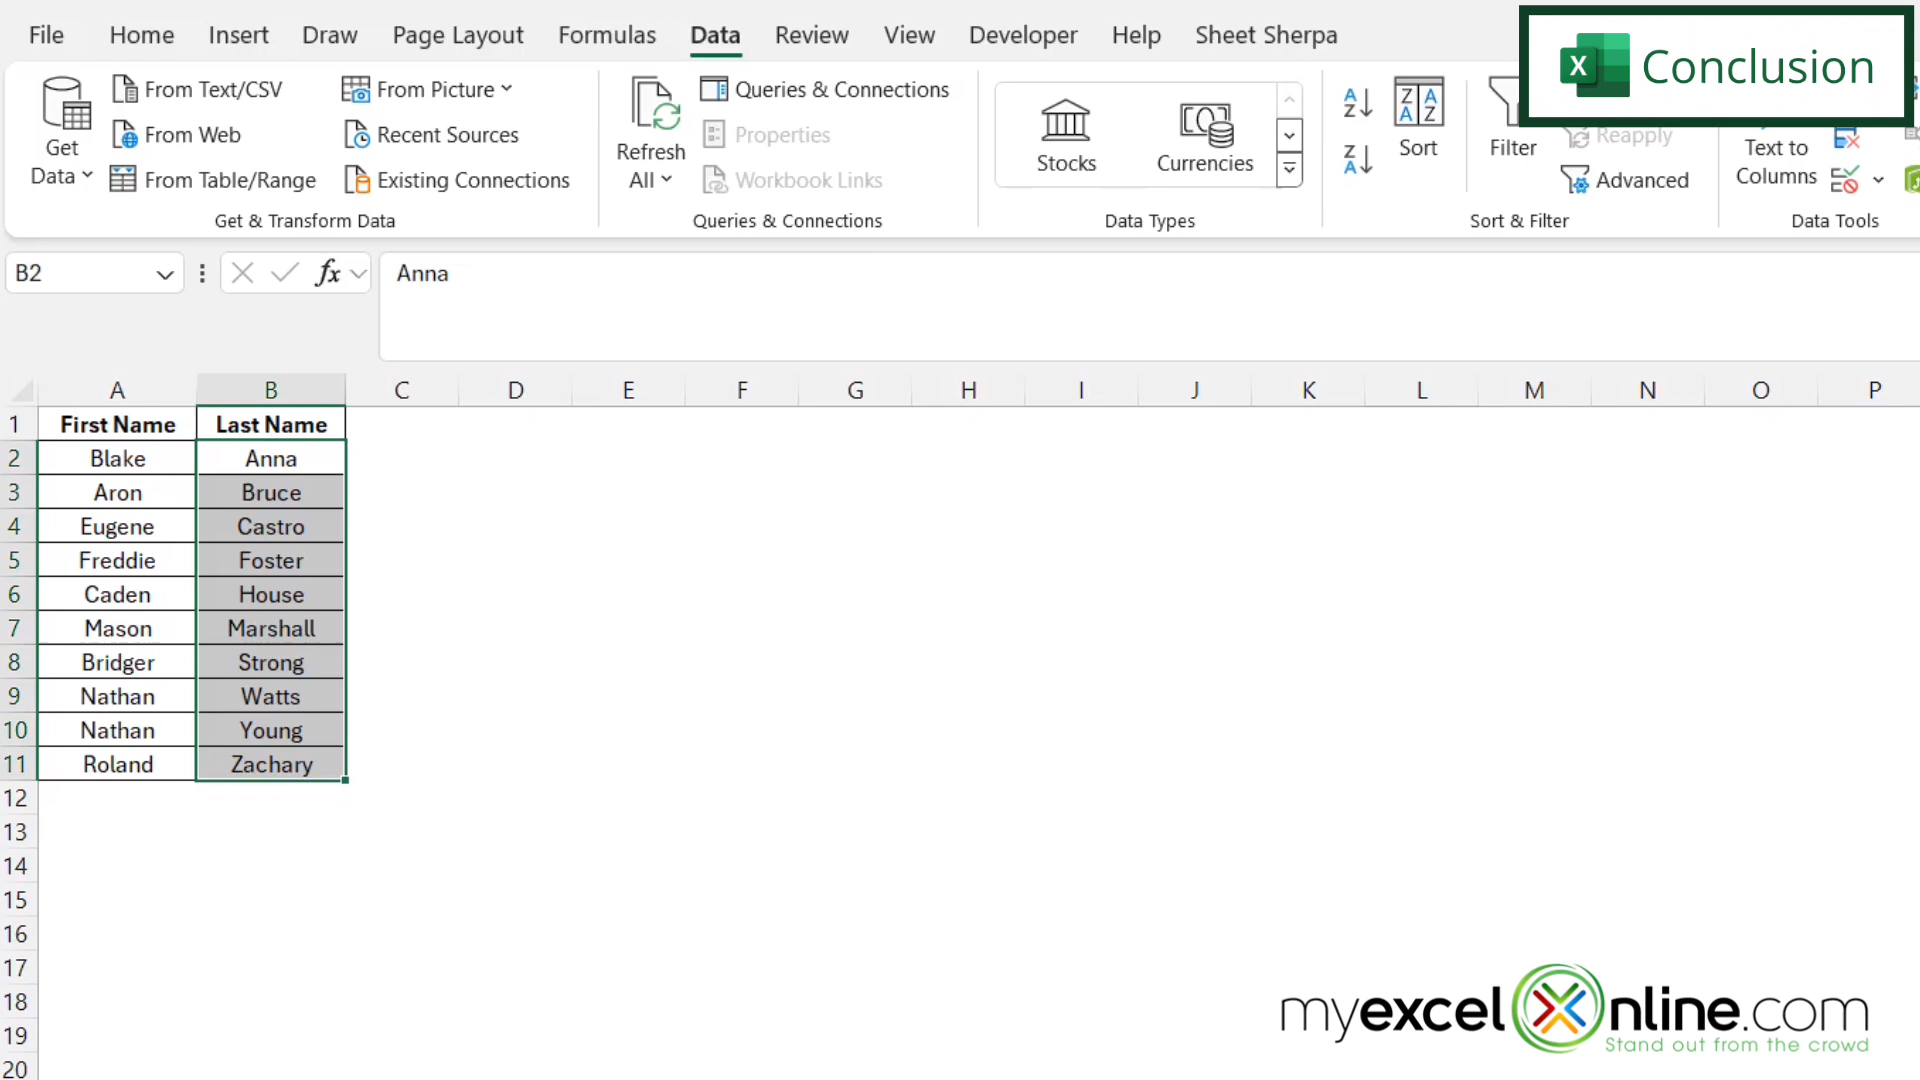 File Home Insert Draw Page Layout Formulas Data Review View Developer Help Sheet Sherpa
X Conclusion
Get Data
From Text/CSV
From Web
From Table/Range
From Picture
Recent Sources
Existing Connections
Get & Transform Data
Refresh All
Queries & Connections
Properties
Workbook Links
Queries & Connections
Stocks
Currencies
Data Types
A Z
Z A
Z A A Z
Sort
Filter
Reapply
Advanced
Sort & Filter
Text to Columns
Data Tools
B2 fx Anna
A B C D E F G H I J K L M N O P
1 First Name Last Name
2 Blake Anna
3 Aron Bruce
4 Eugene Castro
5 Freddie Foster
6 Caden House
7 Mason Marshall
8 Bridger Strong
9 Nathan Watts
10 Nathan Young
11 Roland Zachary
12
13
14
15
16
17
18
19
20
myexcelOnline.com
Stand out from the crowd